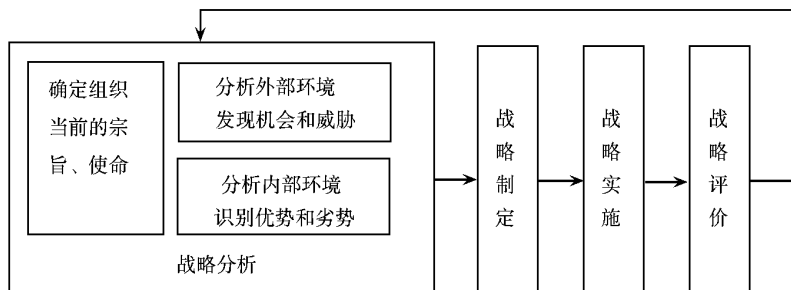 确定组织
当前的宗
旨、使命
分析外部环境
发现机会和威胁
分析内部环境
识别优势和劣势
战略分析
战略制定
战略实施
战略评价